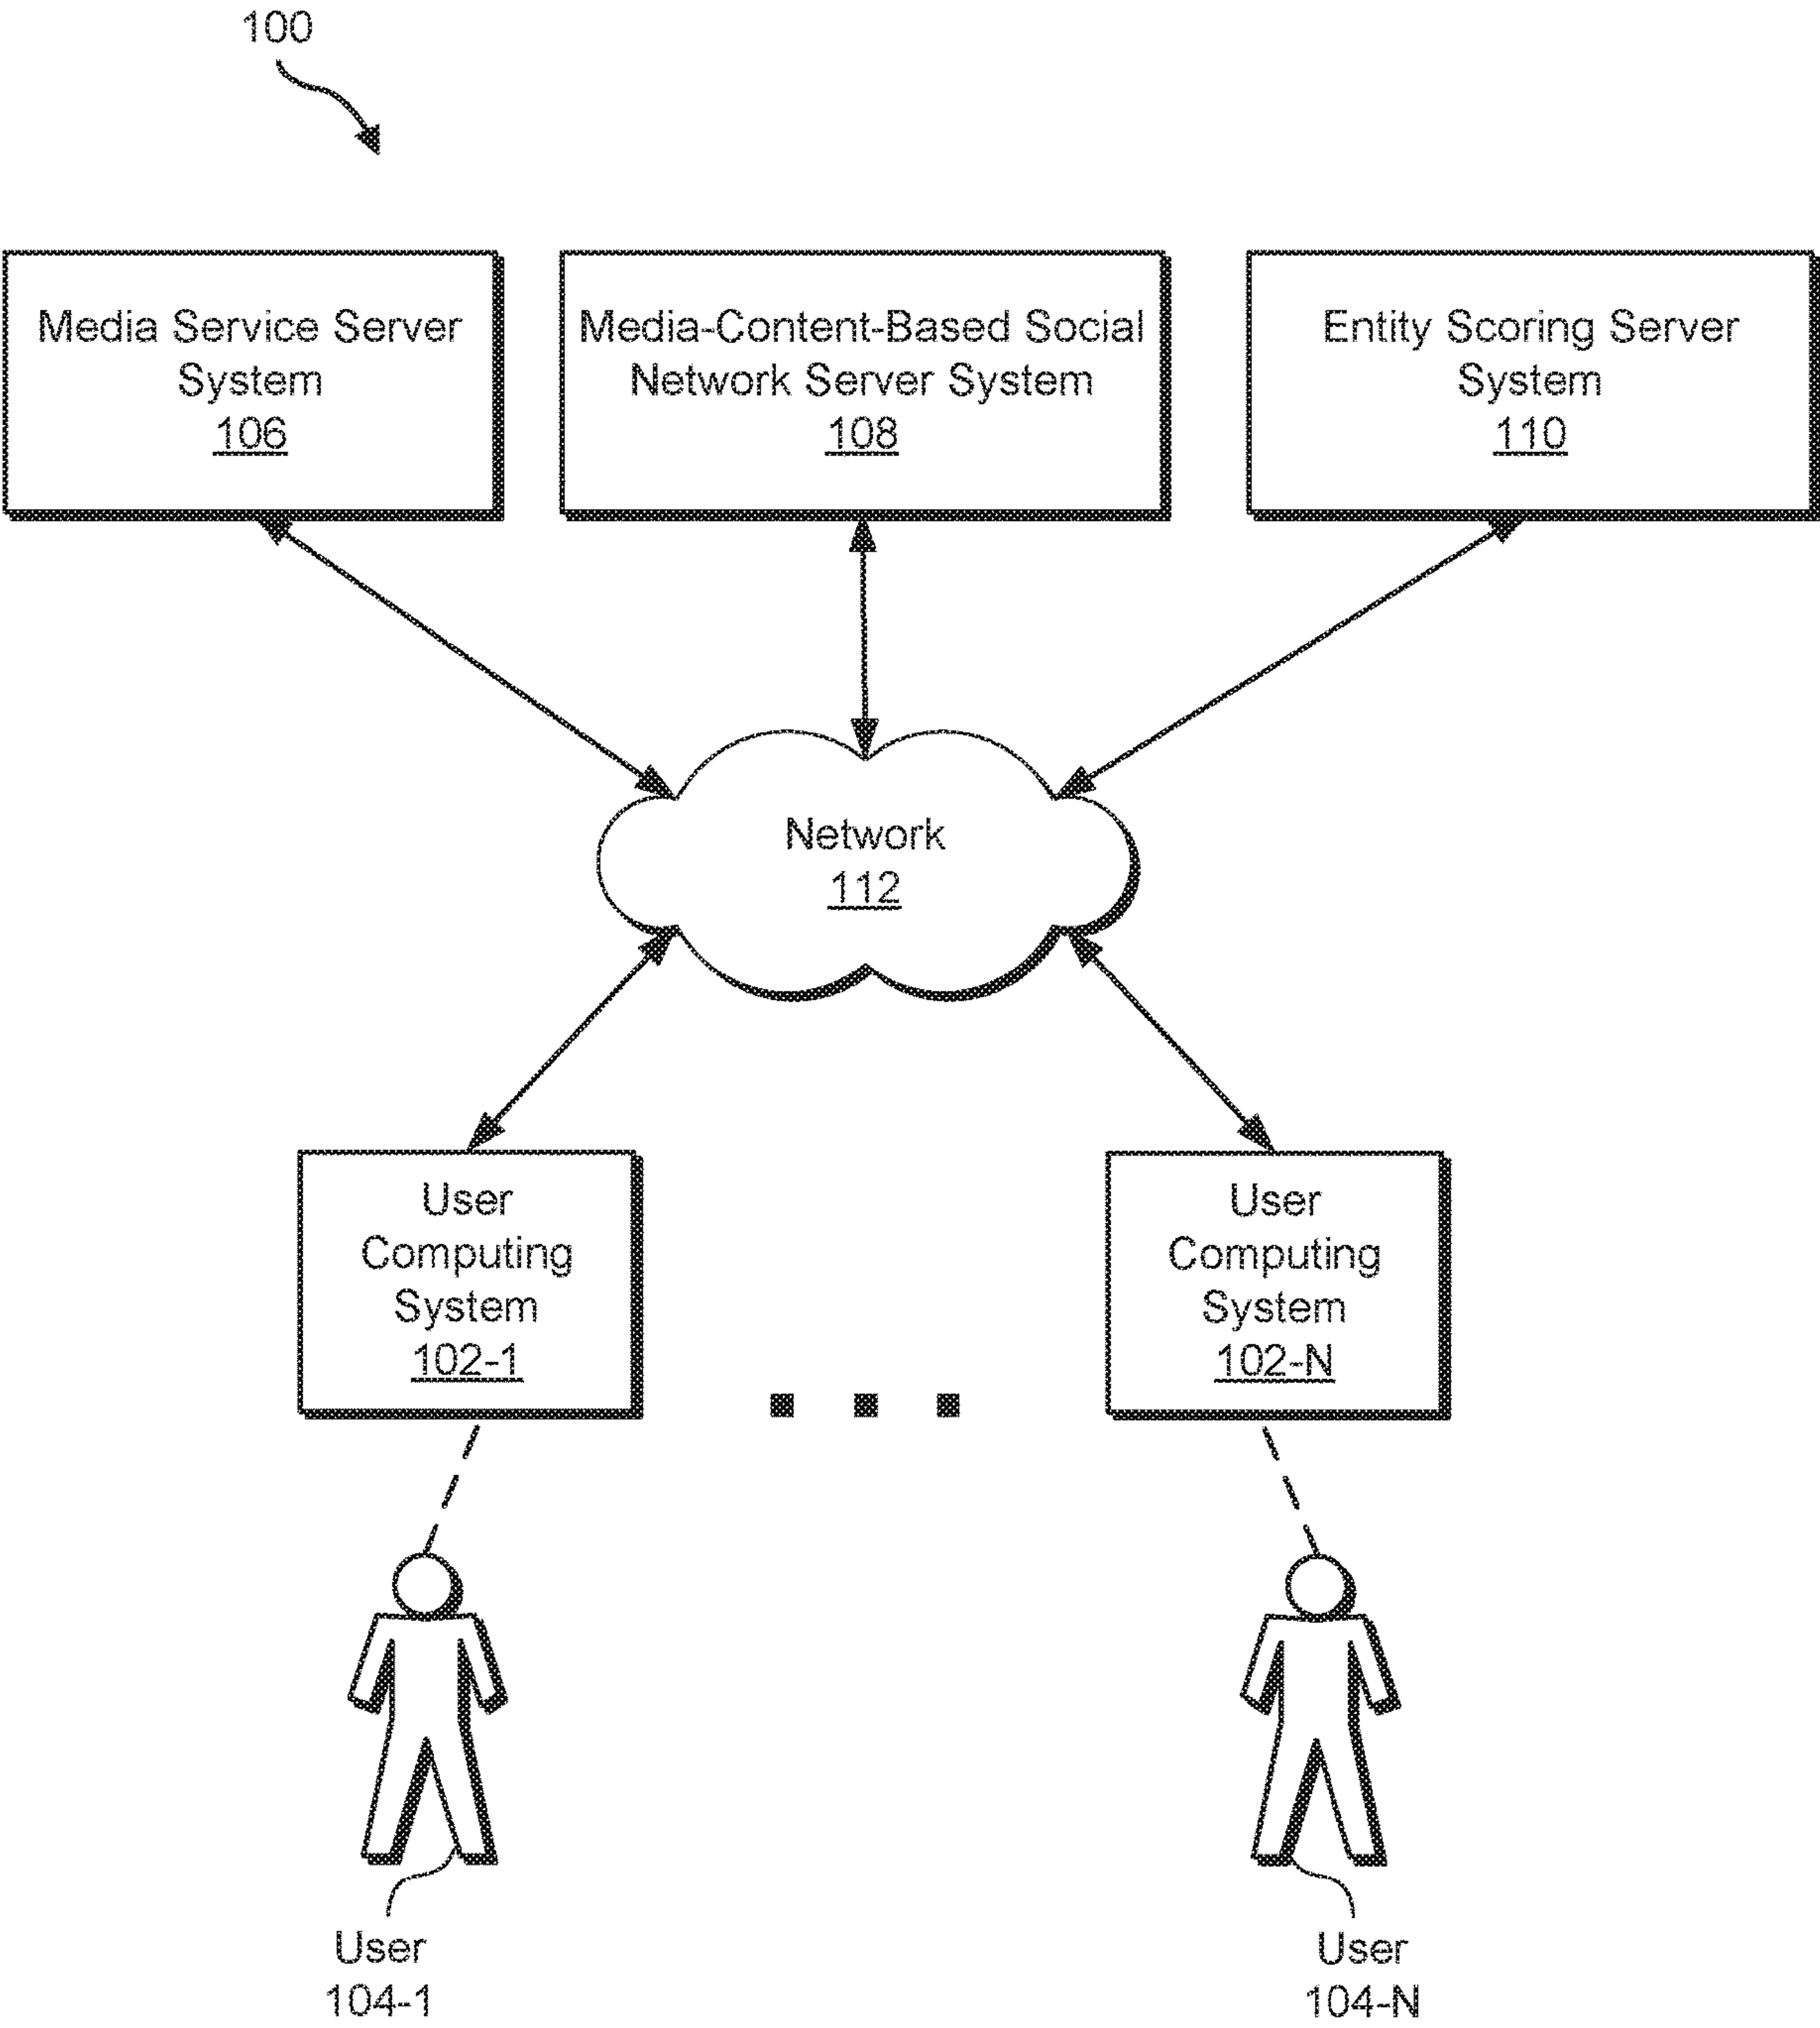 100
Media Service Server
System
106
Media-Content-Based Social
Network Server System
108
Entity Scoring Server
System
110
Network
112
User
Computing
System
102-1
User
Computing
System
102-N
User
104-1
User
104-N